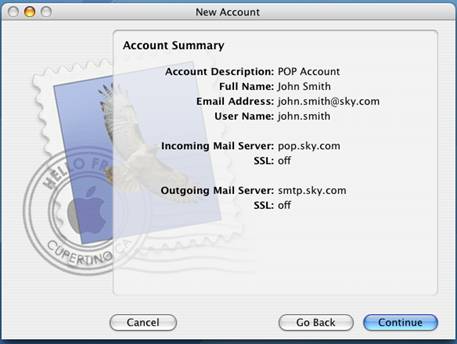 New Account
Account Summary
Account Description: POP Account
Full Name: John Smith
Email Address: john.smith@sky.com
User Name: john.smith
Incoming Mail Server: pop.sky.com
SSL: off
Outgoing Mail Server: smtp.sky.com
SSL: off
HELLO FR
CUPERTINO CA
Cancel
Go Back
Continue